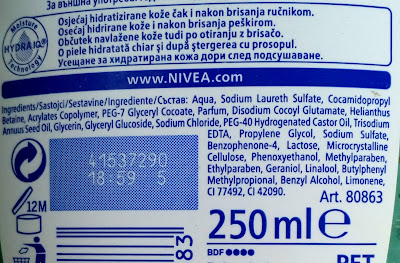 За външна употреба.
Osjećaj hidratizirane kože čak i nakon brisanja ručnikom.
Osećaj hidrirane kože i nakon brisanja peškirom.
Občutek navlažene kože tudi po otiranju z brisačo.
O piele hidratată chiar şi după ştergerea cu prosopul.
Усещане за хидратирана кожа дори след подсушаване.
Moisture
HYDRA IQ
Technology
www.NIVEA.com
Ingredients/Sastojci/Sestavine/Ingrediente/Състав: Aqua, Sodium Laureth Sulfate, Cocamidopropyl
Betaine, Acrylates Copolymer, PEG-7 Glyceryl Cocoate, Parfum, Disodium Cocoyl Glutamate, Helianthus
Annuus Seed Oil, Glycerin, Glyceryl Glucoside, Sodium Chloride, PEG-40 Hydrogenated Castor Oil, Trisodium
EDTA, Propylene Glycol, Sodium Sulfate,
Benzophenone-4, Lactose, Microcrystalline
Cellulose, Phenoxyethanol, Methylparaben,
Ethylparaben, Geraniol, Linalool, Butylphenyl
Methylpropional, Benzyl Alcohol, Limonene,
CI 77492, CI 42090.
41537290
18 59 5
12M
Art. 80863
250 ml e
83
BDF
PET